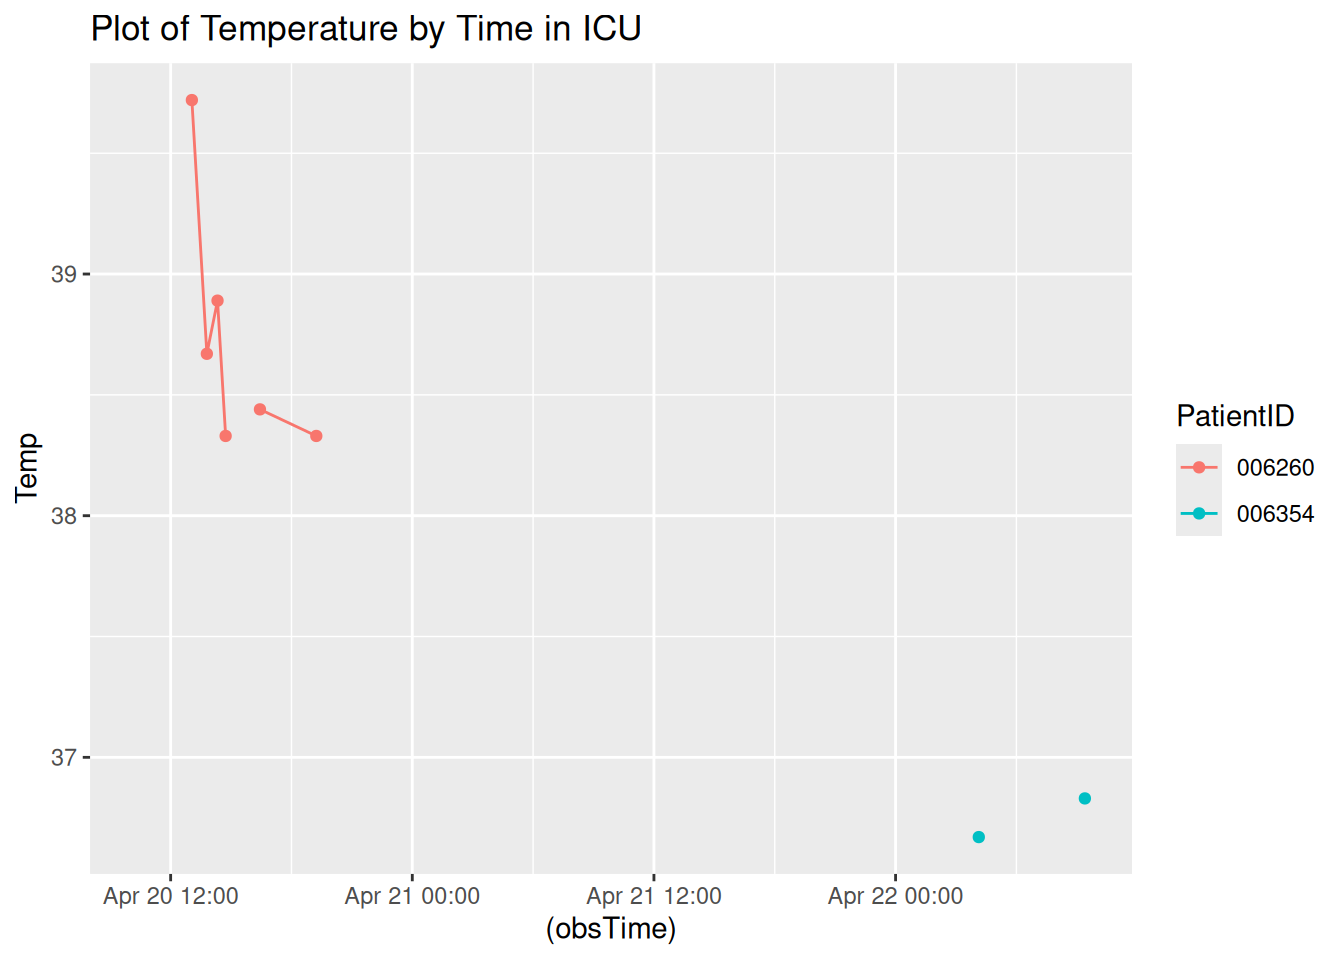 Plot of Temperature by Time in ICU
39
38
37
Temp
Apr 20 12:00
Apr 21 00:00
Apr 21 12:00
Apr 22 00:00
(obsTime)
PatientID
006260
006354